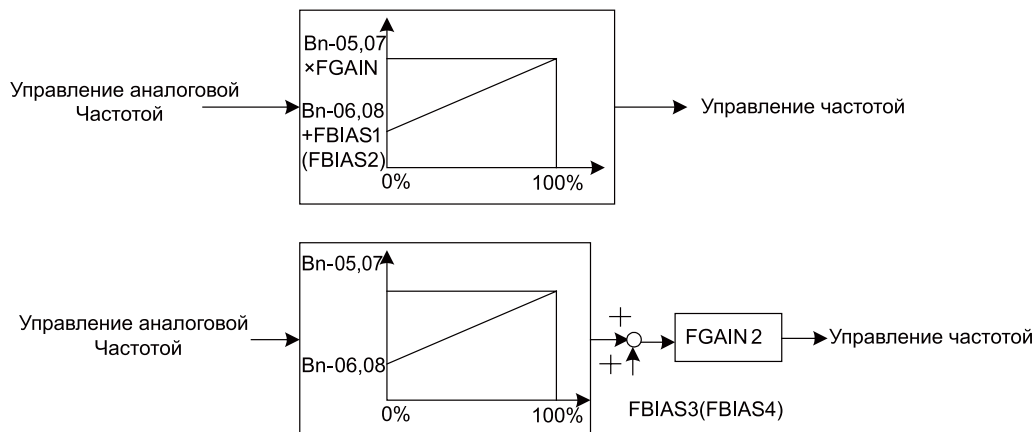 Bn-05,07
×FGAIN
Управление аналоговой
Частотой
Bn-06,08
+FBIAS1
(FBIAS2)
Управление частотой
0%
100%
Bn-05,07
Управление аналоговой
Частотой
Bn-06,08
+
+
FGAIN 2
Управление частотой
0%
100%
FBIAS3(FBIAS4)